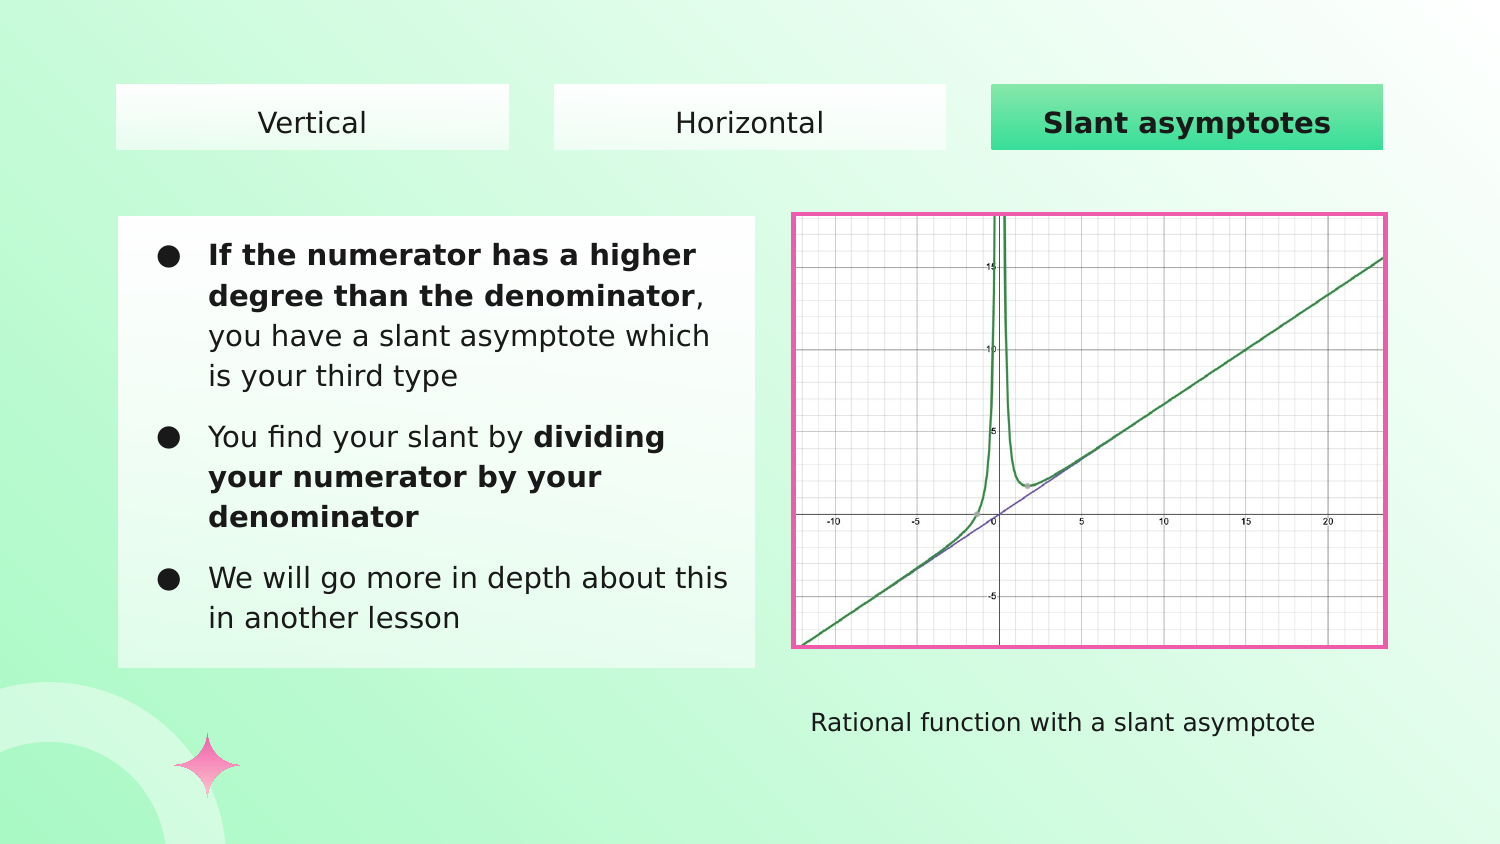 Vertical
Horizontal
Slant asymptotes
● If the numerator has a higher
degree than the denominator,
you have a slant asymptote which
is your third type
● You find your slant by dividing
your numerator by your
denominator
● We will go more in depth about this
in another lesson
15
10
5
-10 -5 0 5 10 15 20
-5
Rational function with a slant asymptote